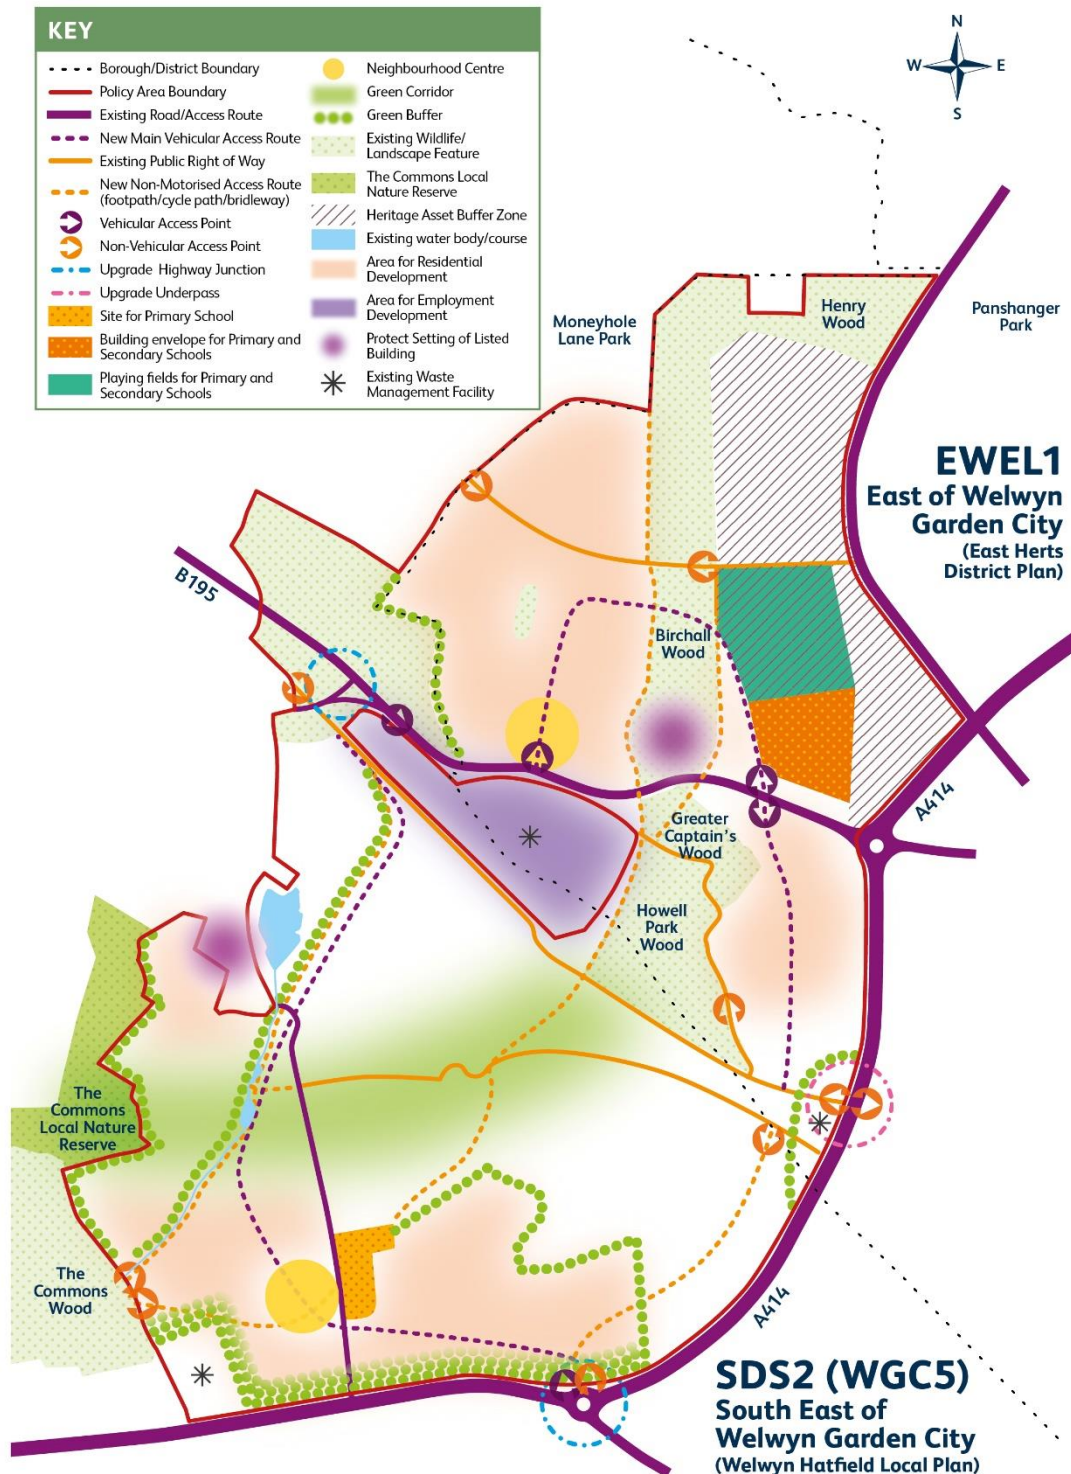 KEY
Borough/District Boundary
Policy Area Boundary
Existing Road/Access Route
New Main Vehicular Access Route
Existing Public Right of Way
New Non-Motorised Access Route
(footpath/cycle path/bridleway)
Vehicular Access Point
Non-Vehicular Access Point
Upgrade Highway Junction
Upgrade Underpass
Site for Primary School
Building envelope for Primary and
Secondary Schools
Playing fields for Primary and
Secondary Schools
Neighbourhood Centre
Green Corridor
Green Buffer
Existing Wildlife/
Landscape Feature
The Commons Local
Nature Reserve
Heritage Asset Buffer Zone
Existing water body/course
Area for Residential
Development
Area for Employment
Development
Protect Setting of Listed
Building
Existing Waste
Management Facility
N
W
E
S
Moneyhole
Lane Park
Henry
Wood
Panshanger
Park
EWEL1
East of Welwyn
Garden City
(East Herts
District Plan)
B195
Birchall
Wood
A414
Greater
Captain's
Wood
Howell
Park
Wood
The
Commons
Local Nature
Reserve
The
Commons
Wood
A414
SDS2 (WGC5)
South East of
Welwyn Garden City
(Welwyn Hatfield Local Plan)